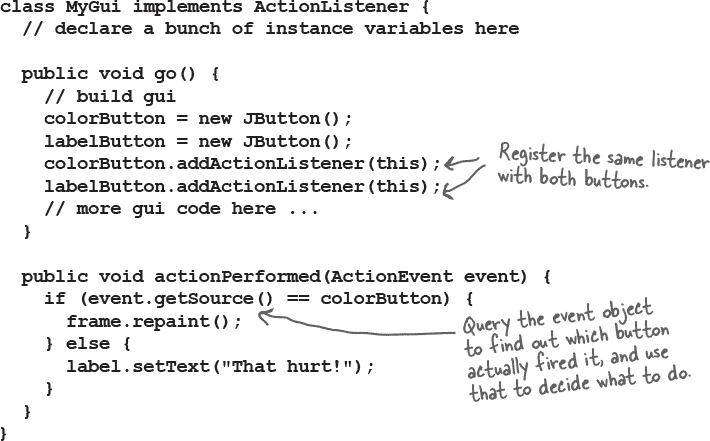 class MyGui implements ActionListener {
// declare a bunch of instance variables here
public void go() {
// build gui
colorButton = new JButton();
labelButton = new JButton();
colorButton.addActionListener(this);
labelButton.addActionListener(this);
Register the same listener
with both buttons.
// more gui code here ...
}
public void actionPerformed(ActionEvent event) {
if (event.getSource() == colorButton) {
frame.repaint();
} else {
label.setText("That hurt!");
}
}
}
Query the event object
to find out which button
actually fired it, and use
that to decide what to do.